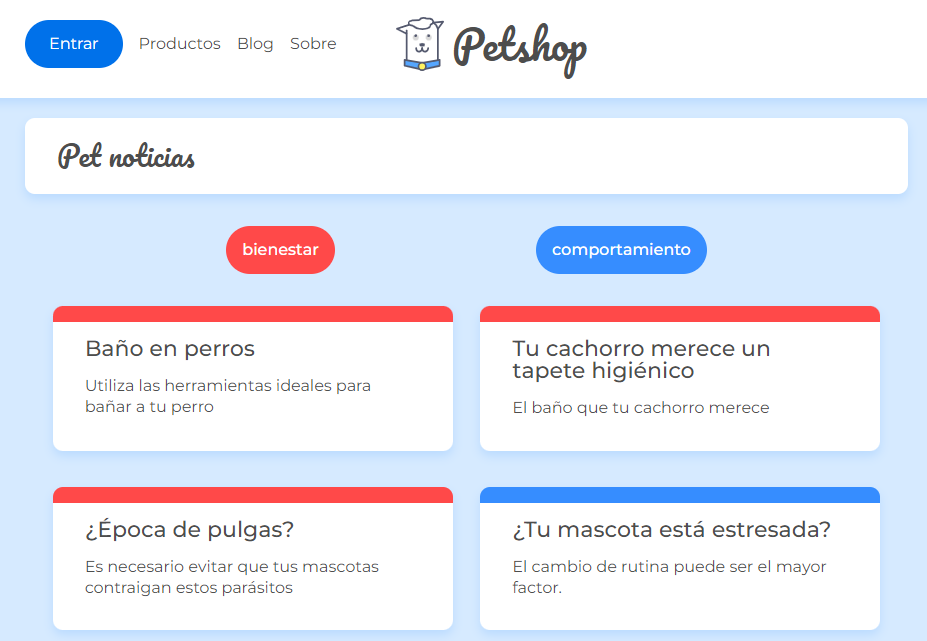 Entrar Productos Blog Sobre
Petshop
Pet noticias
bienestar
comportamiento
Baño en perros
Utiliza las herramientas ideales para
bañar a tu perro
Tu cachorro merece un
tapete higiénico
El baño que tu cachorro merece
¿Época de pulgas?
Es necesario evitar que tus mascotas
contraigan estos parásitos
¿Tu mascota está estresada?
El cambio de rutina puede ser el mayor
factor.